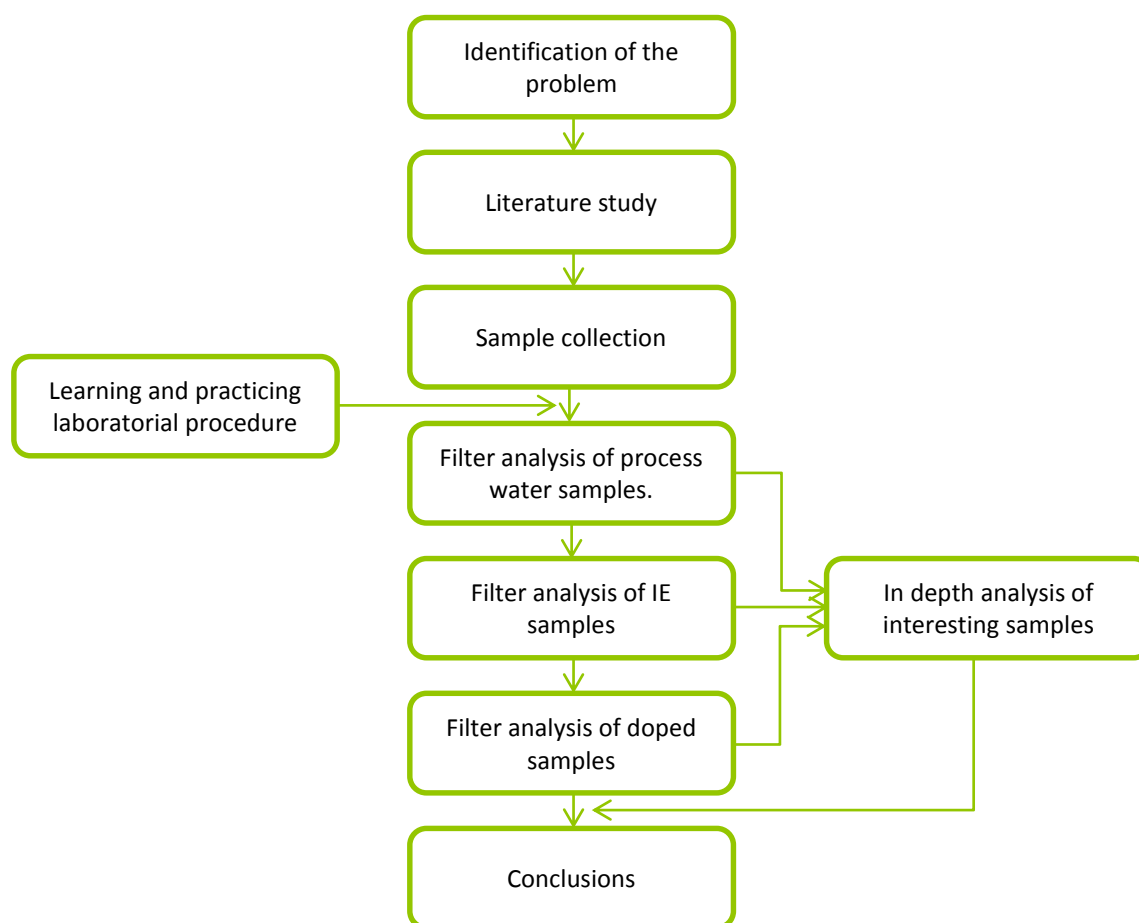 Identification of the
problem
Literature study
Sample collection
Learning and practicing
laboratorial procedure
Filter analysis of process
water samples.
Filter analysis of IE
samples
In depth analysis of
interesting samples
Filter analysis of doped
samples
Conclusions